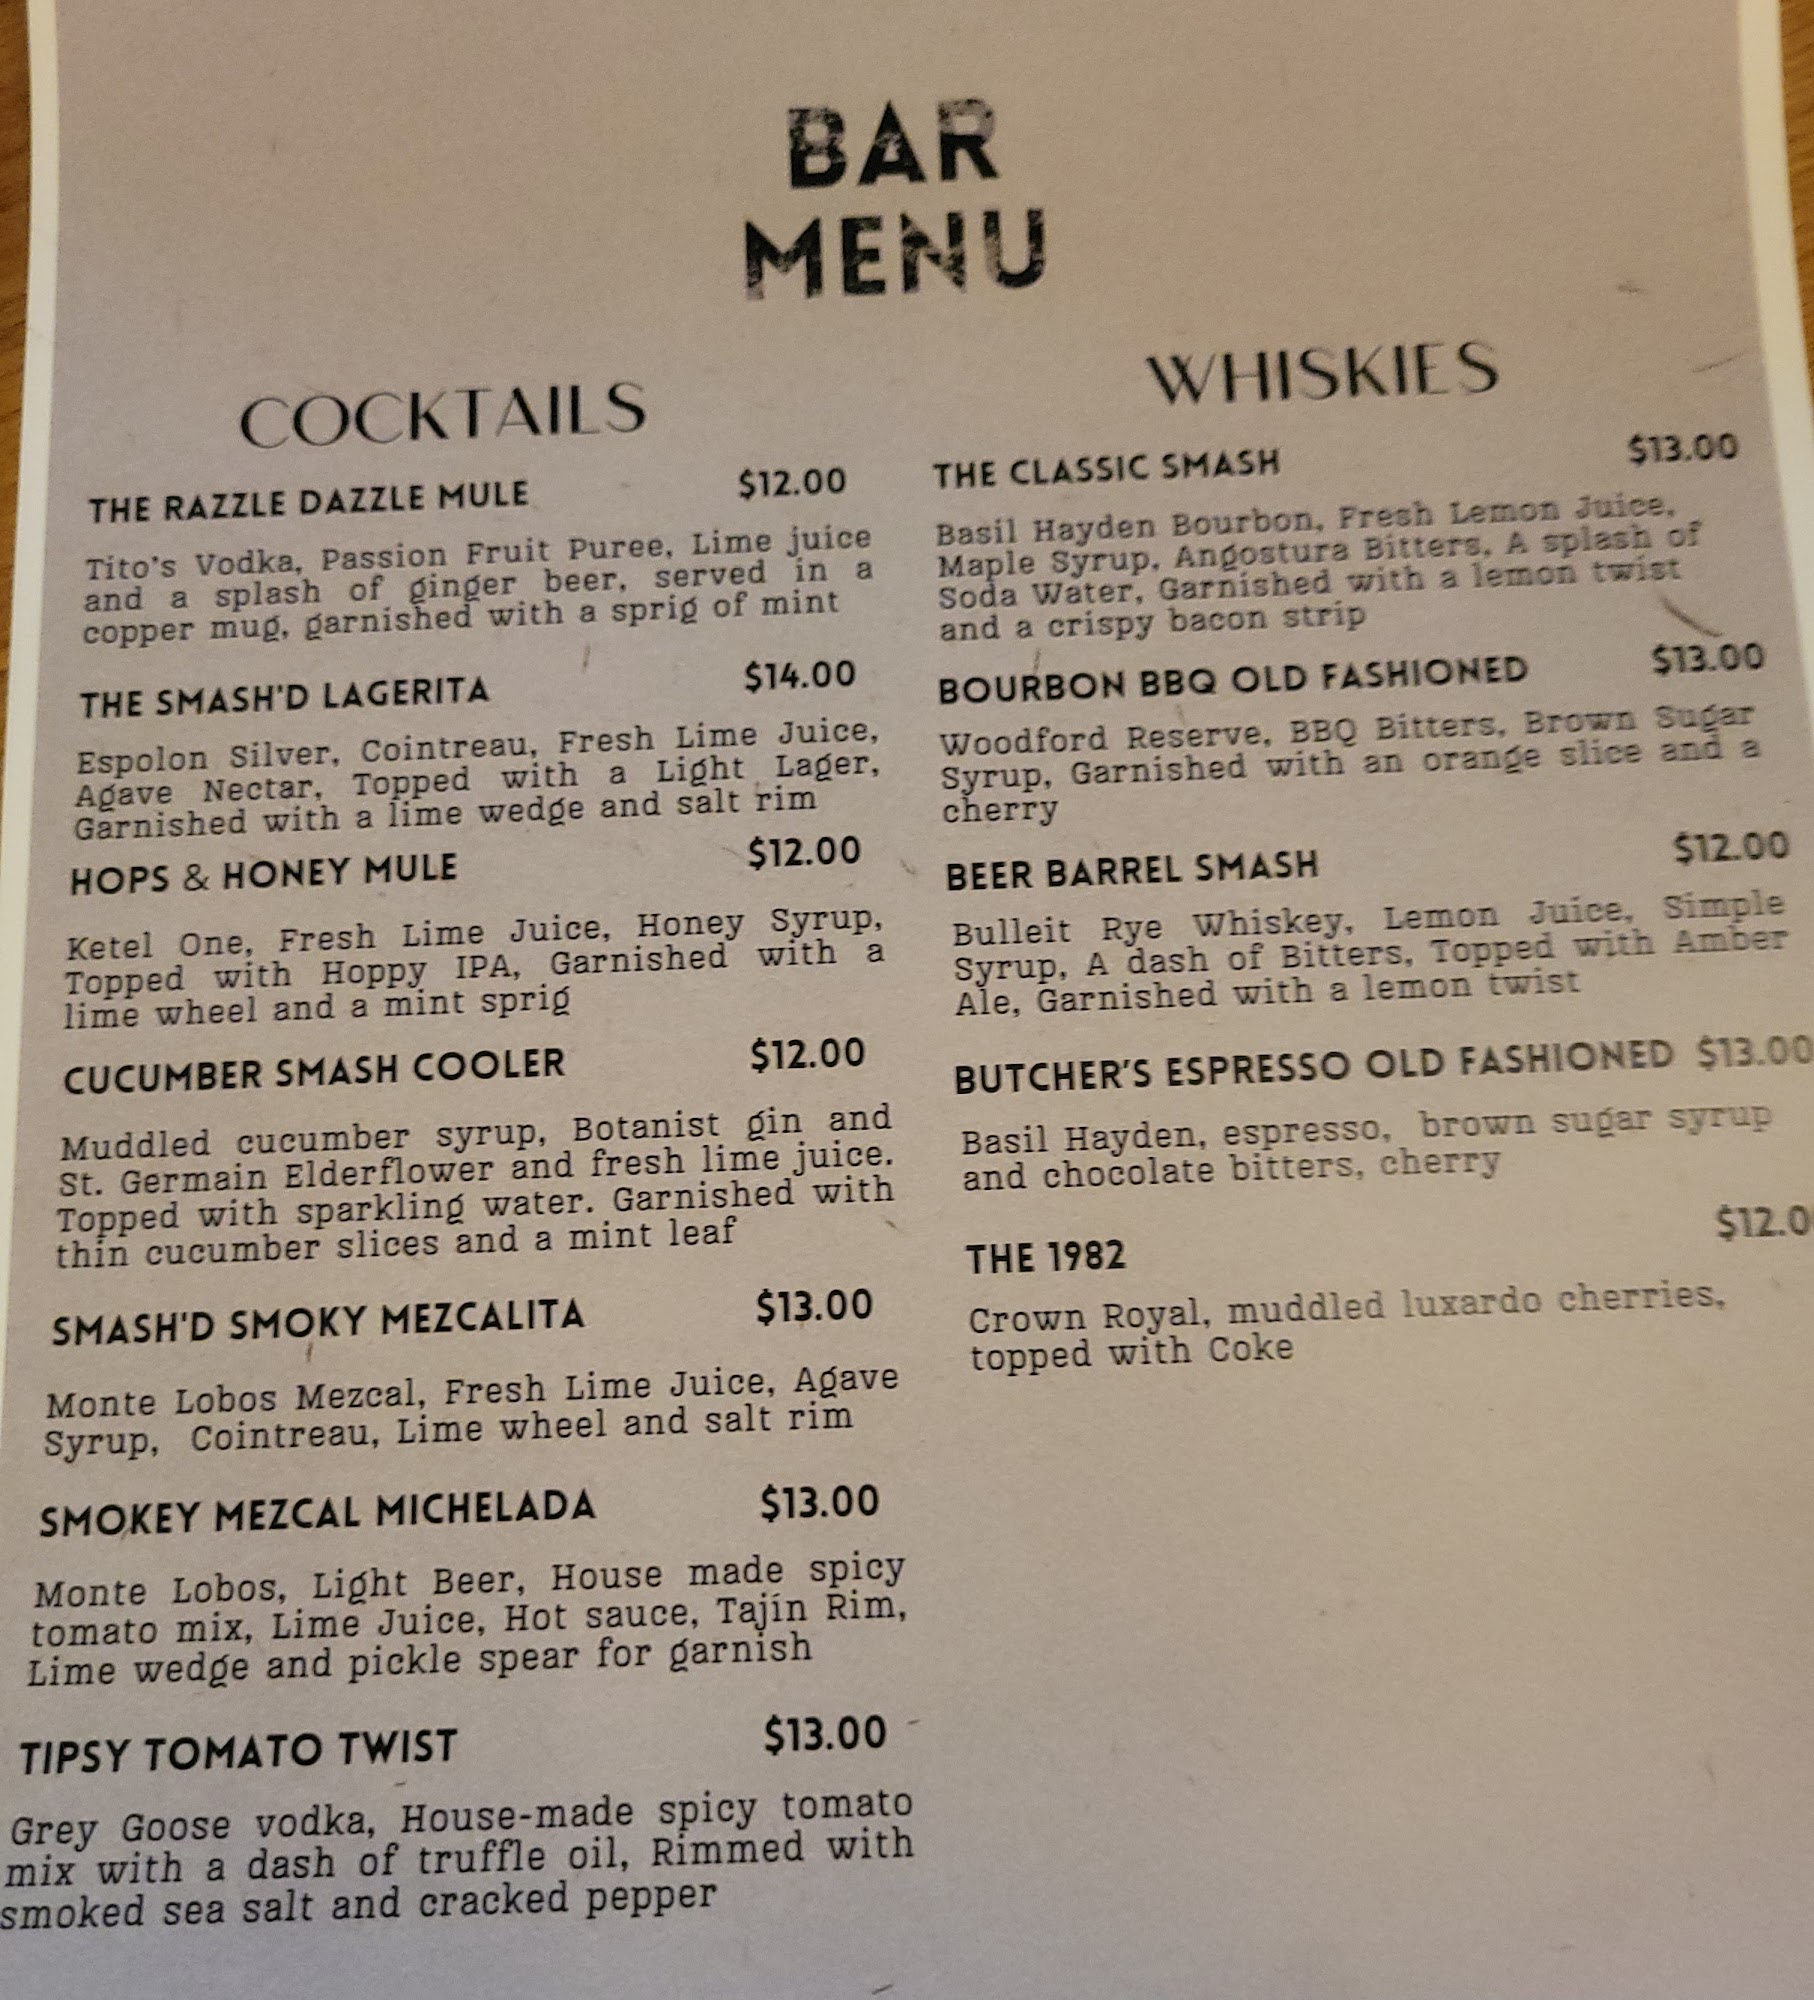 BAR
MENU
COCKTAILS
THE RAZZLE DAZZLE MULE $12.00
Tito's Vodka, Passion Fruit Puree, Lime juice
and a splash of ginger beer, served in a
copper mug, garnished with a sprig of mint
THE SMASH'D LAGERITA $14.00
Espolon Silver, Cointreau, Fresh Lime Juice,
Agave Nectar, Topped with a Light Lager,
Garnished with a lime wedge and salt rim
HOPS & HONEY MULE $12.00
Ketel One, Fresh Lime Juice, Honey Syrup,
Topped with Hoppy IPA, Garnished with a
lime wheel and a mint sprig
CUCUMBER SMASH COOLER $12.00
Muddled cucumber syrup, Botanist gin and
St. Germain Elderflower and fresh lime juice.
Topped with sparkling water. Garnished with
thin cucumber slices and a mint leaf
SMASH'D SMOKY MEZCALITA $13.00
Monte Lobos Mezcal, Fresh Lime Juice, Agave
Syrup, Cointreau, Lime wheel and salt rim
SMOKEY MEZCAL MICHELADA $13.00
Monte Lobos, Light Beer, House made spicy
tomato mix, Lime Juice, Hot sauce, Tajín Rim,
Lime wedge and pickle spear for garnish
TIPSY TOMATO TWIST $13.00
Grey Goose vodka, House-made spicy tomato
mix with a dash of truffle oil, Rimmed with
smoked sea salt and cracked pepper
WHISKIES
THE CLASSIC SMASH $13.00
Basil Hayden Bourbon, Fresh Lemon Juice,
Maple Syrup, Angostura Bitters, A splash of
Soda Water, Garnished with a lemon twist
and a crispy bacon strip
BOURBON BBQ OLD FASHIONED $13.00
Woodford Reserve, BBQ Bitters, Brown Sugar
Syrup, Garnished with an orange slice and a
cherry
BEER BARREL SMASH $12.00
Bulleit Rye Whiskey, Lemon Juice, Simple
Syrup, A dash of Bitters, Topped with Amber
Ale, Garnished with a lemon twist
BUTCHER'S ESPRESSO OLD FASHIONED $13.00
Basil Hayden, espresso, brown sugar syrup
and chocolate bitters, cherry
THE 1982 $12.0
Crown Royal, muddled luxardo cherries,
topped with Coke